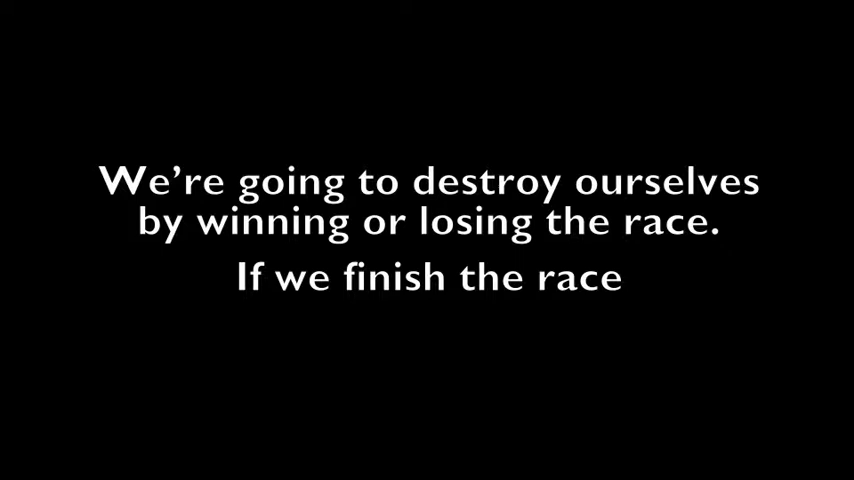 We’re going to destroy ourselves
by winning or losing the race.
If we finish the race